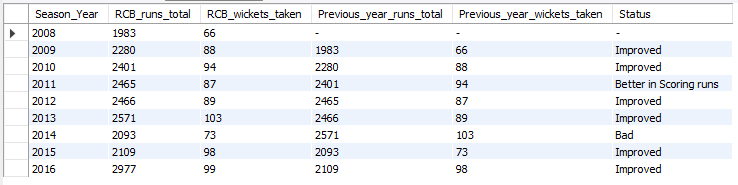 Season_Year RCB_runs_total RCB_wickets_taken Previous_year_runs_total Previous_year_wickets_taken Status
2008 1983 66 - - -
2009 2280 88 1983 66 Improved
2010 2401 94 2280 88 Improved
2011 2465 87 2401 94 Better in Scoring runs
2012 2466 89 2465 87 Improved
2013 2571 103 2466 89 Improved
2014 2093 73 2571 103 Bad
2015 2109 98 2093 73 Improved
2016 2977 99 2109 98 Improved